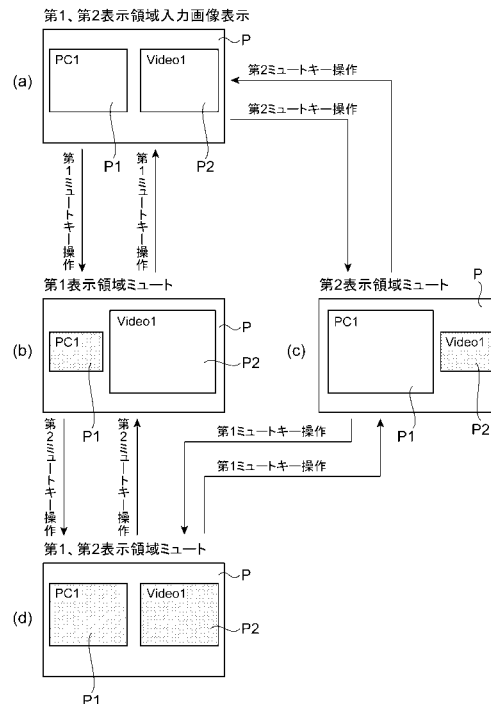 第1、第2表示領域入力画像表示
P
(a)
PC1
Video1
P1
P2
第2ミュートキー操作
第2ミュートキー操作
第1ミュートキー操作
第1ミュートキー操作
第1表示領域ミュート
(b)
PC1
Video1
P
P2
P1
第2表示領域ミュート
P
(c)
PC1
Video1
P1
P2
第2ミュートキー操作
第2ミュートキー操作
第1ミュートキー操作
第1ミュートキー操作
第1、第2表示領域ミュート
P
(d)
PC1
Video1
P2
P1